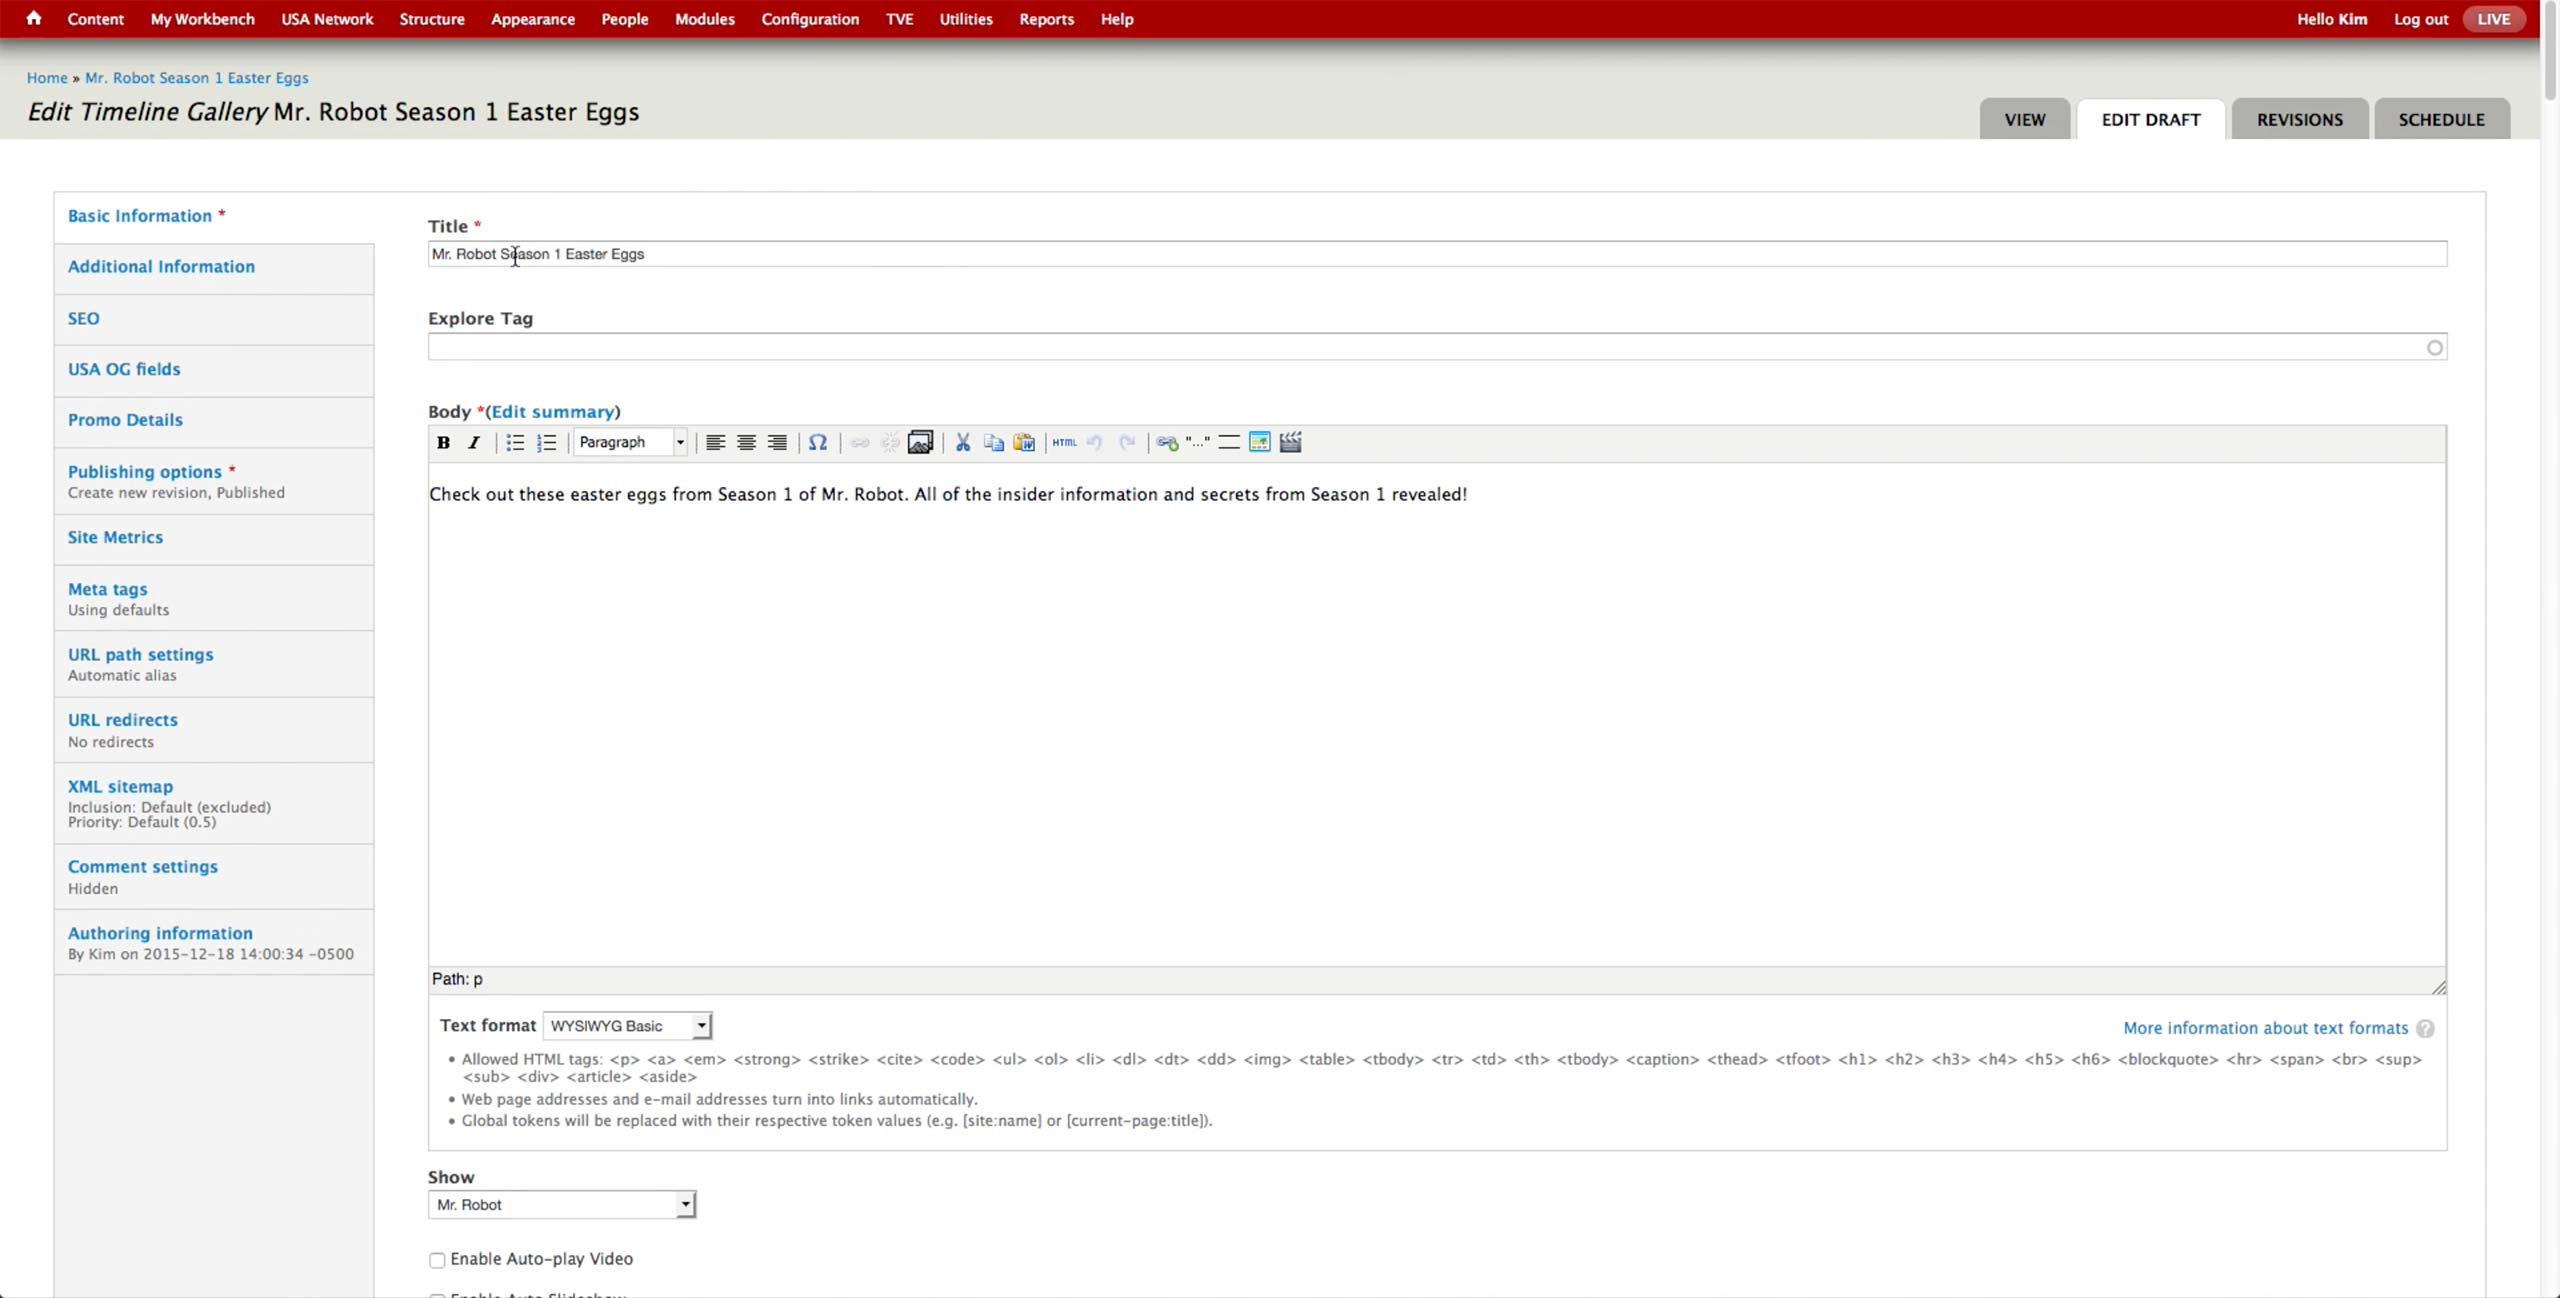 Content My Workbench USA Network Structure Appearance People Modules Configuration TVE Utilities Reports Help Hello Kim Log out LIVE
Home » Mr. Robot Season 1 Easter Eggs
Edit Timeline Gallery Mr. Robot Season 1 Easter Eggs
VIEW EDIT DRAFT REVISIONS SCHEDULE
Basic Information *
Additional Information
SEO
USA OG fields
Promo Details
Publishing options *
Create new revision, Published
Site Metrics
Meta tags
Using defaults
URL path settings
Automatic alias
URL redirects
No redirects
XML sitemap
Inclusion: Default (excluded)
Priority: Default (0.5)
Comment settings
Hidden
Authoring information
By Kim on 2015-12-18 14:00:34 -0500
Title *
Mr. Robot Season 1 Easter Eggs
Explore Tag
Body *(Edit summary)
B I Paragraph Ω HTML "..."
Check out these easter eggs from Season 1 of Mr. Robot. All of the insider information and secrets from Season 1 revealed!
Path: p
Text format WYSIWYG Basic More information about text formats ?
• Allowed HTML tags: <p> <a> <em> <strong> <strike> <cite> <code> <ul> <ol> <li> <dl> <dt> <dd> <img> <table> <tbody> <tr> <td> <th> <tbody> <caption> <thead> <tfoot> <h1> <h2> <h3> <h4> <h5> <h6> <blockquote> <hr> <span> <br> <sup>
<sub> <div> <article> <aside>
• Web page addresses and e-mail addresses turn into links automatically.
• Global tokens will be replaced with their respective token values (e.g. [site:name] or [current-page:title]).
Show
Mr. Robot
Enable Auto-play Video